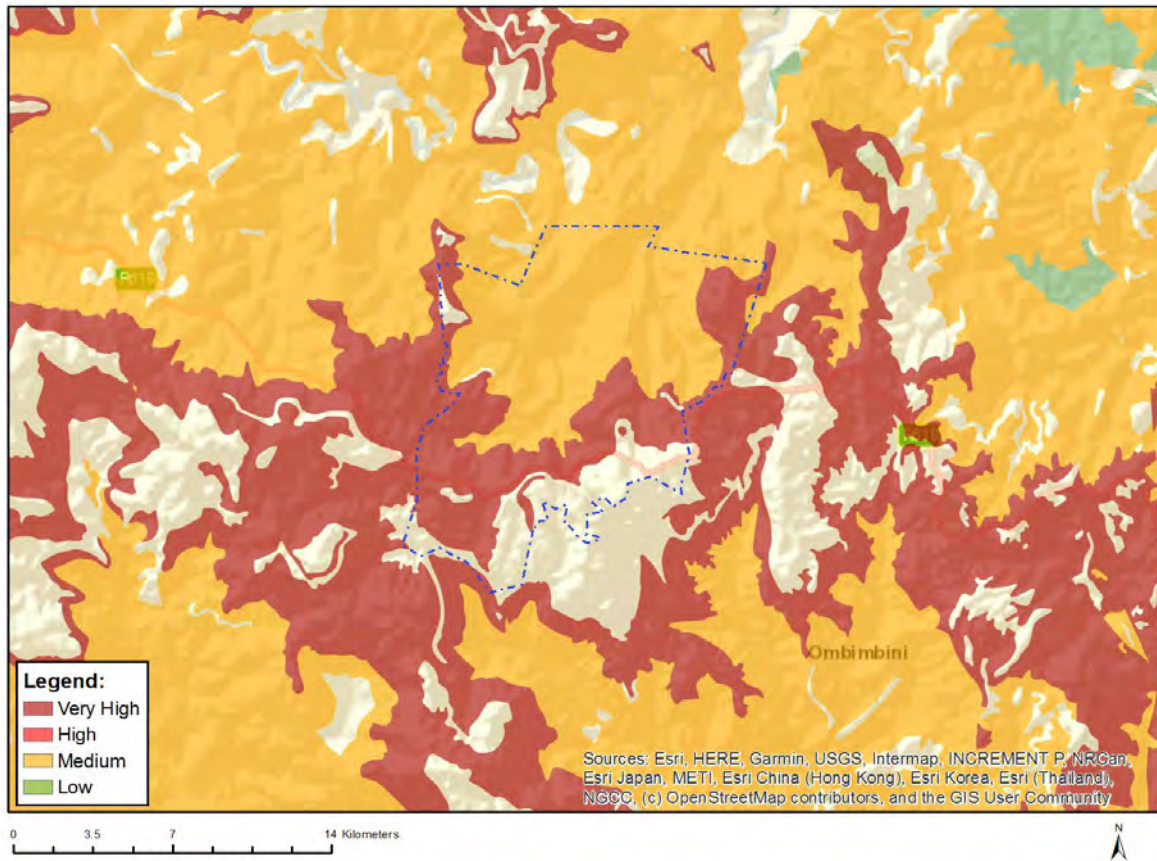 Ombimbini
Legend:
Very High
High
Medium
Low
Sources: Esri, HERE, Garmin, USGS, Intermap, INCREMENT P, NRCan,
Esri Japan, METI, Esri China (Hong Kong), Esri Korea, Esri (Thailand),
NGCC, (c) OpenStreetMap contributors, and the GIS User Community
0 3.5 7 14 Kilometers
N